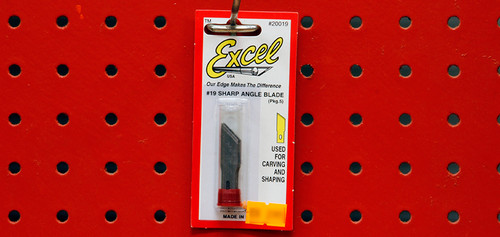 TM #20019
Excel
USA
Our Edge Makes The Difference
#19 SHARP ANGLE BLADE
(Pkg.5)
USED
FOR
CARVING
AND
SHAPING
MADE IN